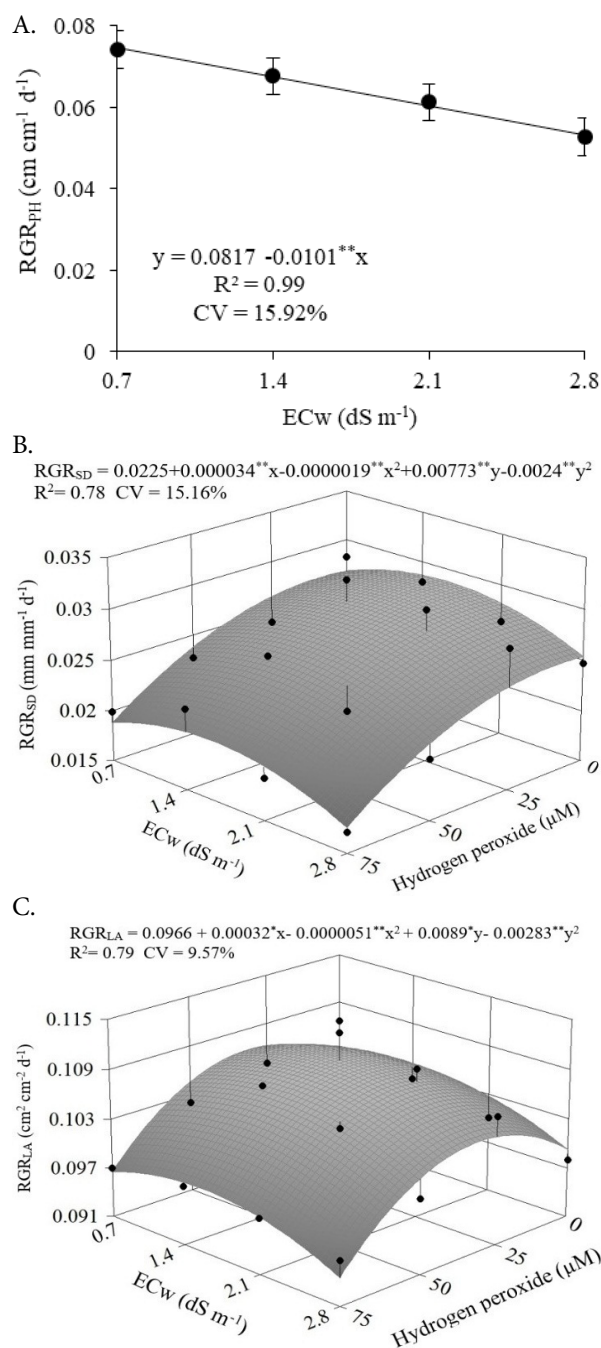 A.
0.08
0.06
0.04
0.02
0
RGR_PH (cm cm⁻¹ d⁻¹)
y = 0.0817 -0.0101**x
R² = 0.99
CV = 15.92%
0.7 1.4 2.1 2.8
ECw (dS m⁻¹)
B.
RGR_SD = 0.0225+0.000034**x-0.0000019**x²+0.00773**y-0.0024**y²
R²= 0.78 CV = 15.16%
0.035
0.03
0.025
0.02
0.015
RGR_SD (mm mm⁻¹ d⁻¹)
0.7 1.4 2.1 2.8
ECw (dS m⁻¹)
75 50 25 0
Hydrogen peroxide (µM)
C.
RGR_LA = 0.0966 + 0.00032*x- 0.0000051**x² + 0.0089*y- 0.00283**y²
R²= 0.79 CV = 9.57%
0.115
0.109
0.103
0.097
0.091
RGR_LA (cm² cm⁻² d⁻¹)
0.7 1.4 2.1 2.8
ECw (dS m⁻¹)
75 50 25 0
Hydrogen peroxide (µM)